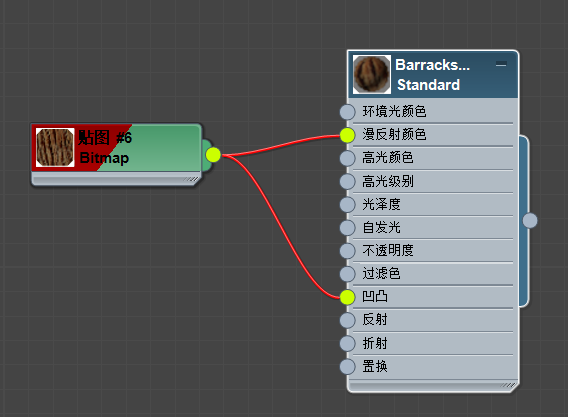 贴图 #6
Bitmap
Barracks...
Standard
环境光颜色
漫反射颜色
高光颜色
高光级别
光泽度
自发光
不透明度
过滤色
凹凸
反射
折射
置换